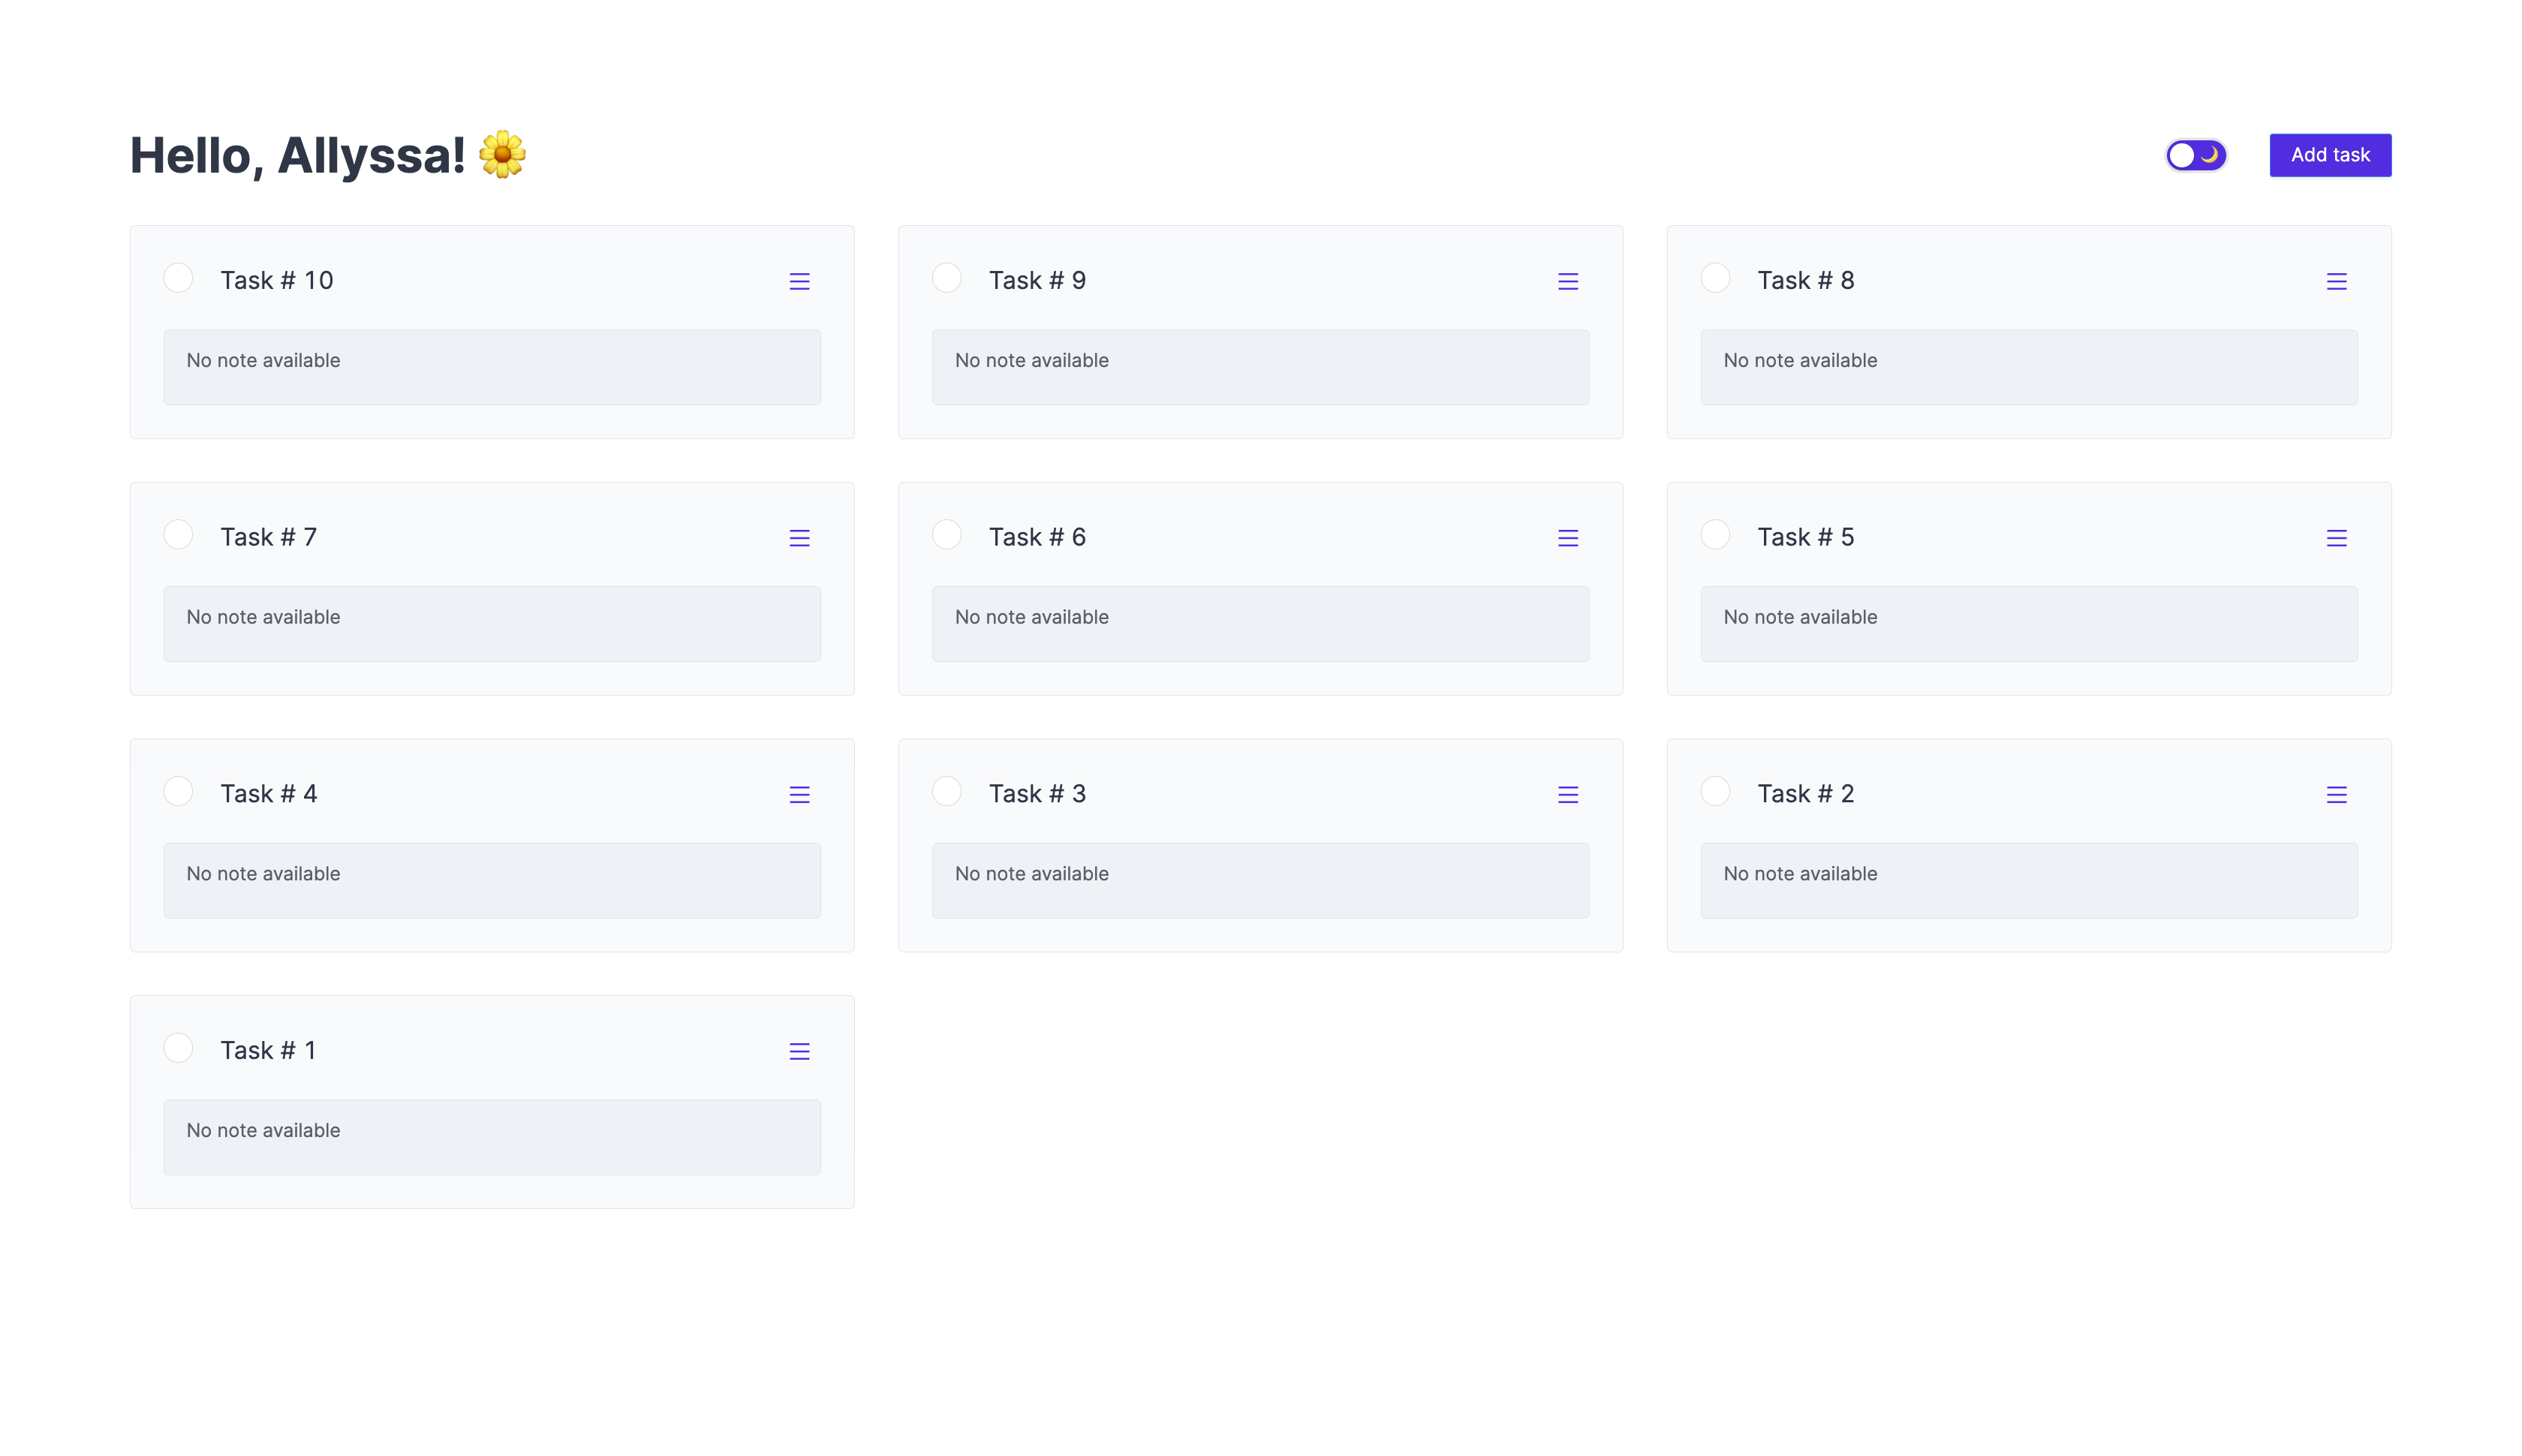 Hello, Allyssa! 🌼
Add task
Task # 10
No note available
Task # 9
No note available
Task # 8
No note available
Task # 7
No note available
Task # 6
No note available
Task # 5
No note available
Task # 4
No note available
Task # 3
No note available
Task # 2
No note available
Task # 1
No note available